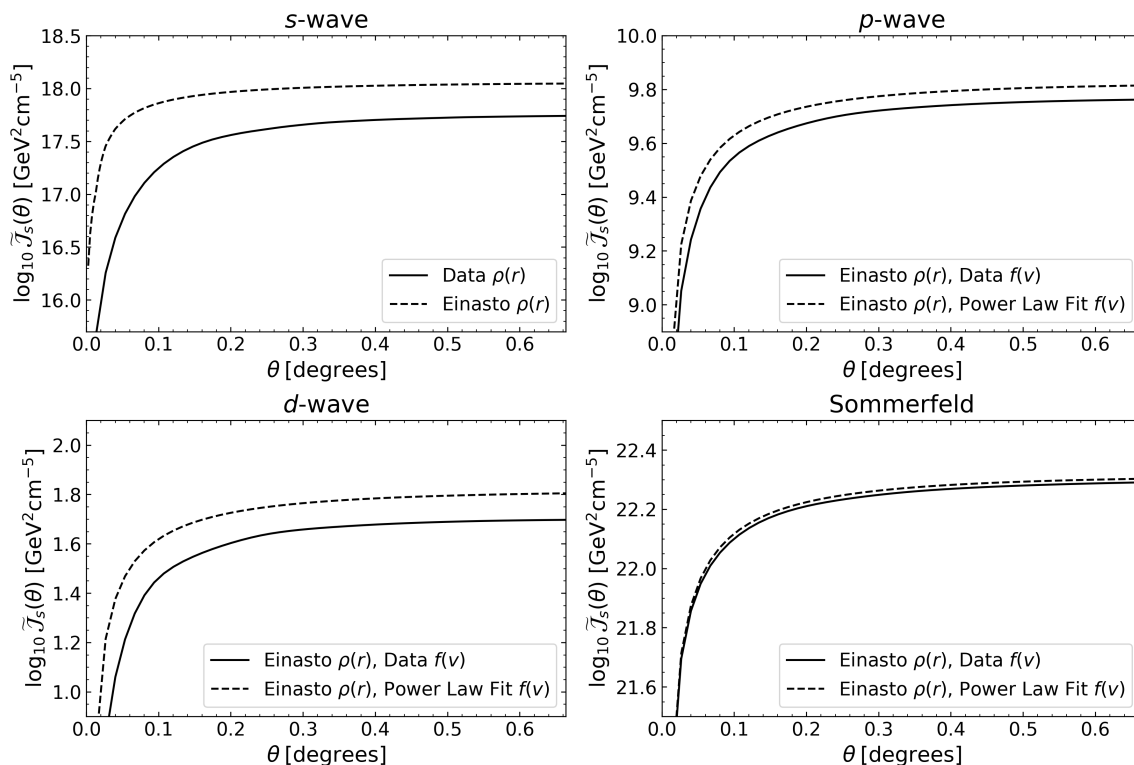 s-wave
log₁₀ J̃ₛ(θ) [GeV²cm⁻⁵]
18.5
18.0
17.5
17.0
16.5
16.0
Data ρ(r)
Einasto ρ(r)
0.0 0.1 0.2 0.3 0.4 0.5 0.6
θ [degrees]
p-wave
log₁₀ J̃ₛ(θ) [GeV²cm⁻⁵]
10.0
9.8
9.6
9.4
9.2
9.0
Einasto ρ(r), Data f(v)
Einasto ρ(r), Power Law Fit f(v)
0.0 0.1 0.2 0.3 0.4 0.5 0.6
θ [degrees]
d-wave
log₁₀ J̃ₛ(θ) [GeV²cm⁻⁵]
2.0
1.8
1.6
1.4
1.2
1.0
Einasto ρ(r), Data f(v)
Einasto ρ(r), Power Law Fit f(v)
0.0 0.1 0.2 0.3 0.4 0.5 0.6
θ [degrees]
Sommerfeld
log₁₀ J̃ₛ(θ) [GeV²cm⁻⁵]
22.4
22.2
22.0
21.8
21.6
Einasto ρ(r), Data f(v)
Einasto ρ(r), Power Law Fit f(v)
0.0 0.1 0.2 0.3 0.4 0.5 0.6
θ [degrees]